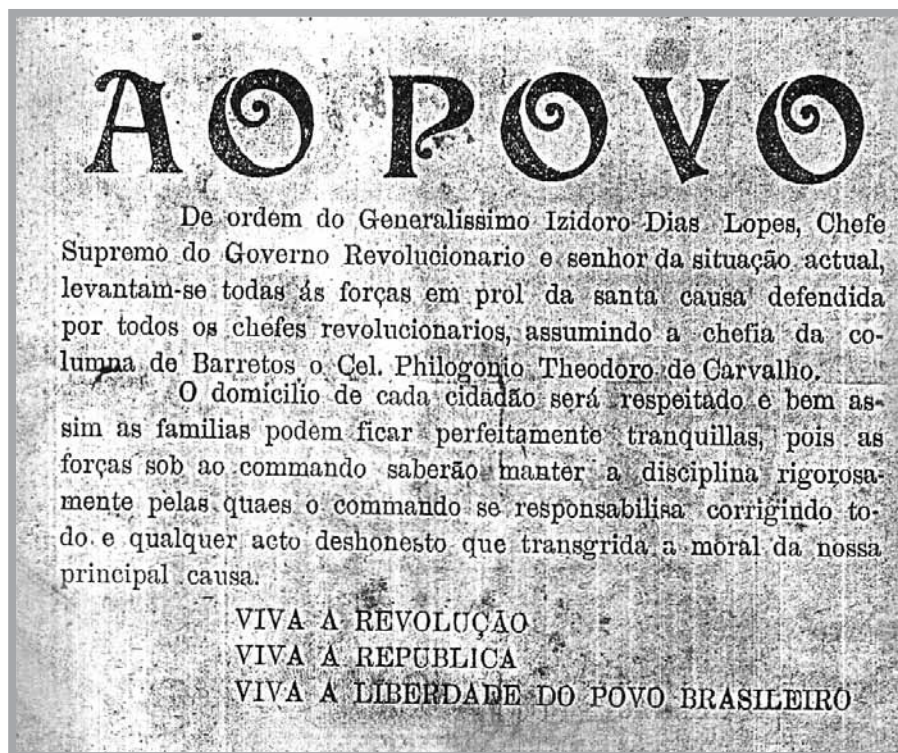 AO POVO
De ordem do Generalissimo Izidoro Dias Lopes, Chefe
Supremo do Governo Revolucionario e senhor da situação actual,
levantam-se todas ás forças em prol da santa causa defendida
por todos os chefes revolucionarios, assumindo a chefia da co-
lumna de Barretos o Cel. Philogonio Theodoro de Carvalho.
O domicilio de cada cidadão será respeitado e bem as-
sim as familias podem ficar perfeitamente tranquillas, pois as
forças sob ao commando saberão manter a disciplina rigorosa-
mente pelas quaes o commando se responsabilisa corrigindo to-
do e qualquer acto deshonesto que transgrida a moral da nossa
principal causa.
VIVA A REVOLUÇÃO
VIVA A REPUBLICA
VIVA A LIBERDADE DO POVO BRASILEIRO